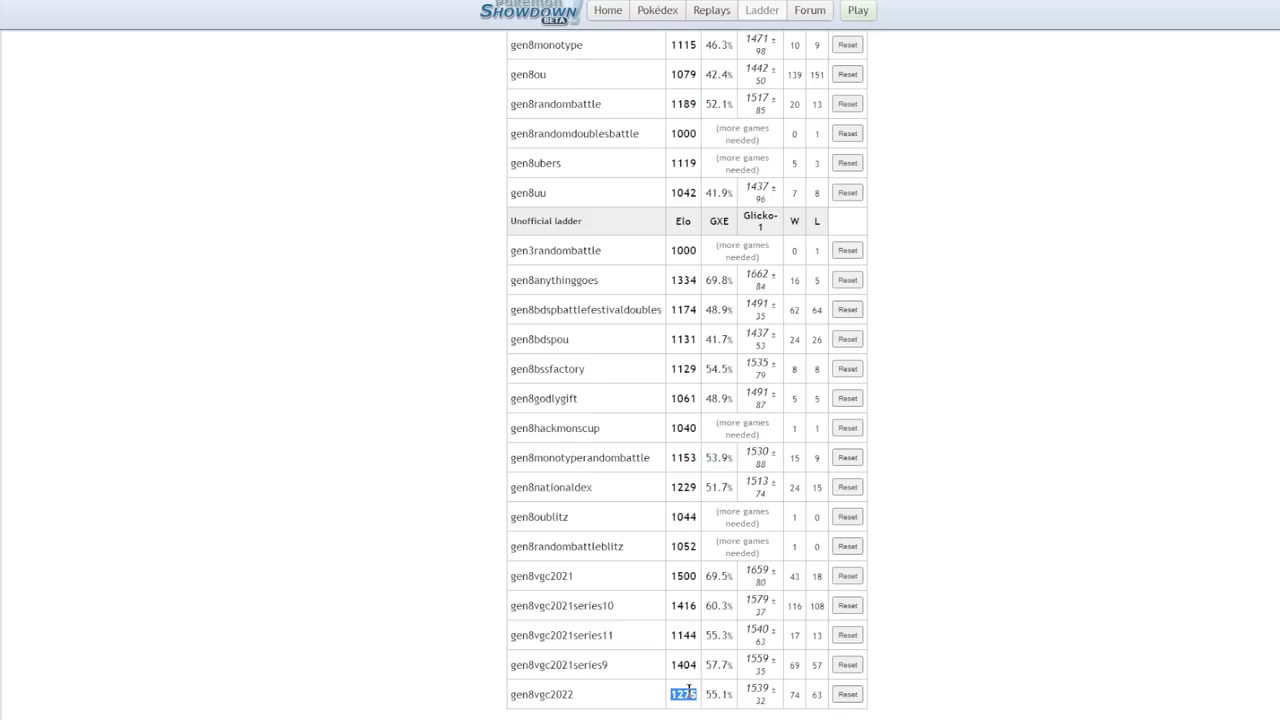 Pokémon
SHOWDOWN
BETA
Home Pokédex Replays Ladder Forum Play
gen8monotype 1115 46.3% 1471 ± 98 10 9 Reset
gen8ou 1079 42.4% 1442 ± 50 139 151 Reset
gen8randombattle 1189 52.1% 1517 ± 85 20 13 Reset
gen8randomdoublesbattle 1000 (more games needed) 0 1 Reset
gen8ubers 1119 (more games needed) 5 3 Reset
gen8uu 1042 41.9% 1437 ± 96 7 8 Reset
Unofficial ladder Elo GXE Glicko-1 W L
gen3randombattle 1000 (more games needed) 0 1 Reset
gen8anythinggoes 1334 69.8% 1662 ± 84 16 5 Reset
gen8bdspbattlefestivaldoubles 1174 48.9% 1491 ± 35 62 64 Reset
gen8bdspou 1131 41.7% 1437 ± 53 24 26 Reset
gen8bssfactory 1129 54.5% 1535 ± 79 8 8 Reset
gen8godlygift 1061 48.9% 1491 ± 87 5 5 Reset
gen8hackmonscup 1040 (more games needed) 1 1 Reset
gen8monotyperandombattle 1153 53.9% 1530 ± 88 15 9 Reset
gen8nationaldex 1229 51.7% 1513 ± 74 24 15 Reset
gen8oublitz 1044 (more games needed) 1 0 Reset
gen8randombattleblitz 1052 (more games needed) 1 0 Reset
gen8vgc2021 1500 69.5% 1659 ± 80 43 18 Reset
gen8vgc2021series10 1416 60.3% 1579 ± 37 116 108 Reset
gen8vgc2021series11 1144 55.3% 1540 ± 63 17 13 Reset
gen8vgc2021series9 1404 57.7% 1559 ± 35 69 57 Reset
gen8vgc2022 1275 55.1% 1539 ± 32 74 63 Reset